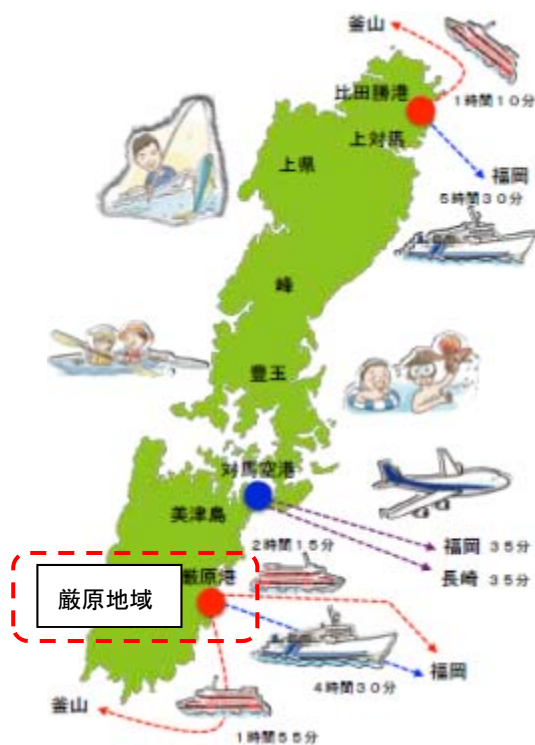 釜山
比田勝港
1時間10分
上対馬
福岡
上県
5時間30分
峰
豊玉
対馬空港
美津島
2時間15分
福岡 35分
長崎 35分
厳原港
厳原地域
福岡
4時間30分
釜山
1時間55分